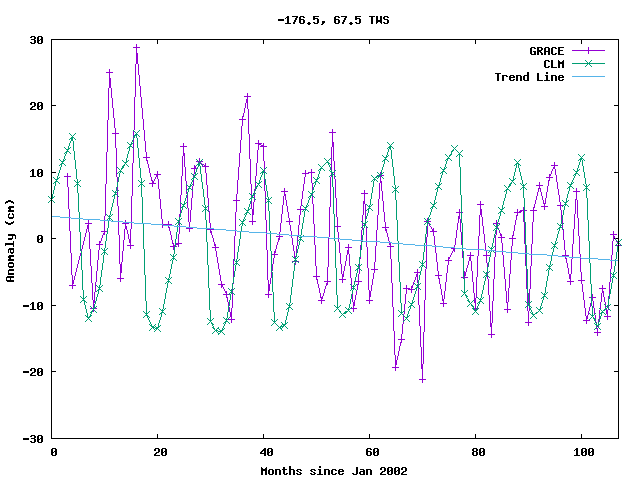 -176.5, 67.5 TWS
GRACE
CLM
Trend Line
30
20
10
0
-10
-20
-30
Anomaly (cm)
0 20 40 60 80 100
Months since Jan 2002